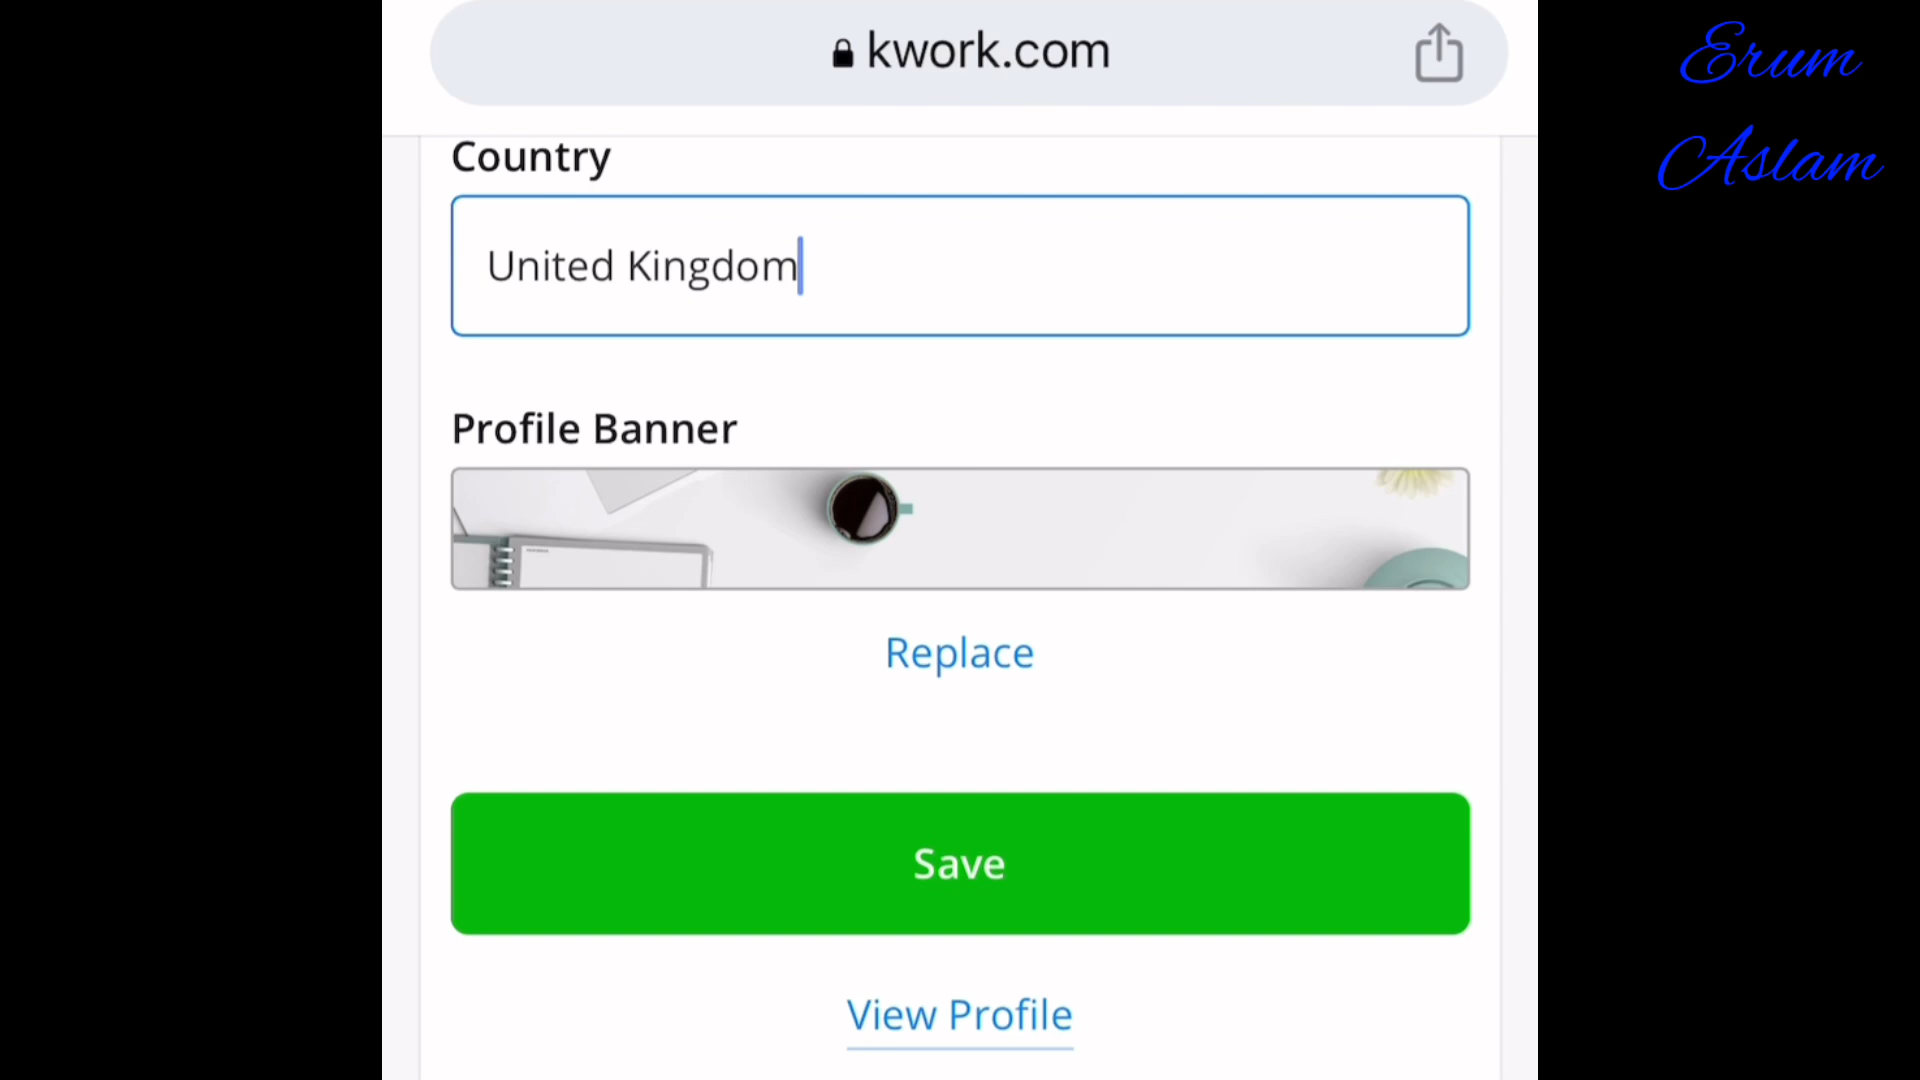 kwork.com
Erum
Aslam
Country
United Kingdom
Profile Banner
Replace
Save
View Profile